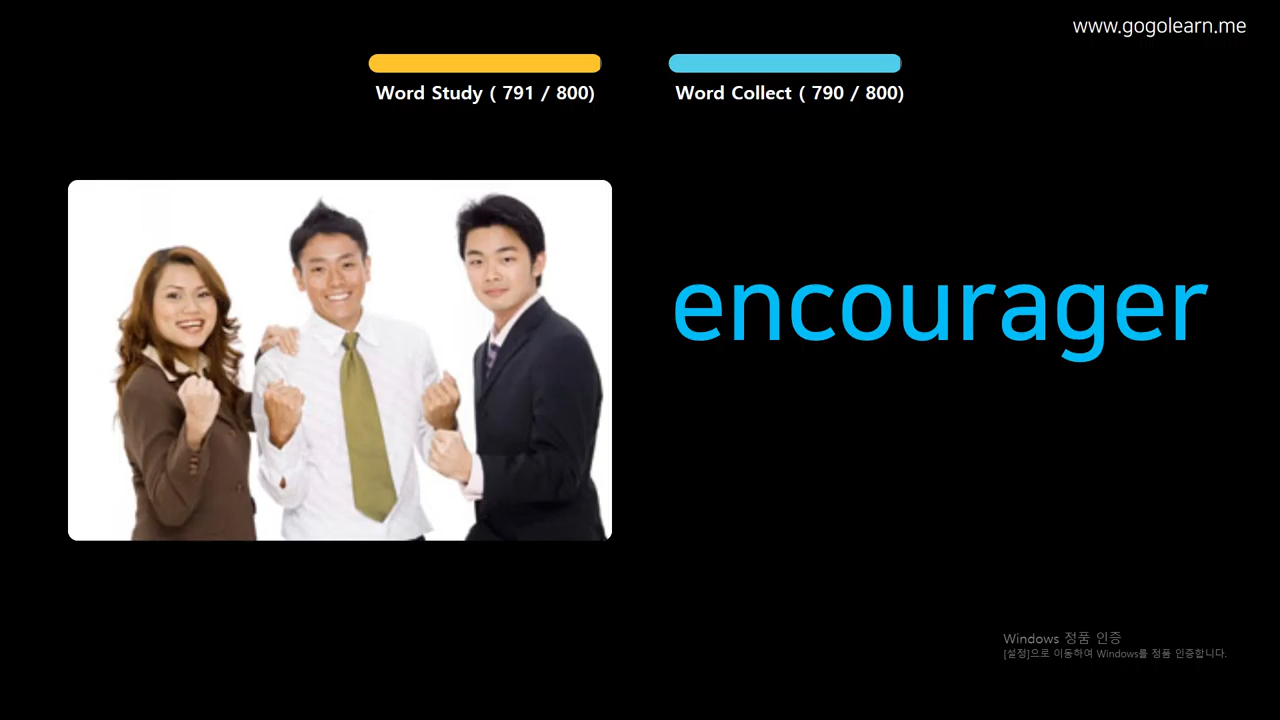 www.gogolearn.me
Word Study ( 791 / 800)
Word Collect ( 790 / 800)
encourager
Windows 정품 인증
[설정]으로 이동하여 Windows를 정품 인증합니다.